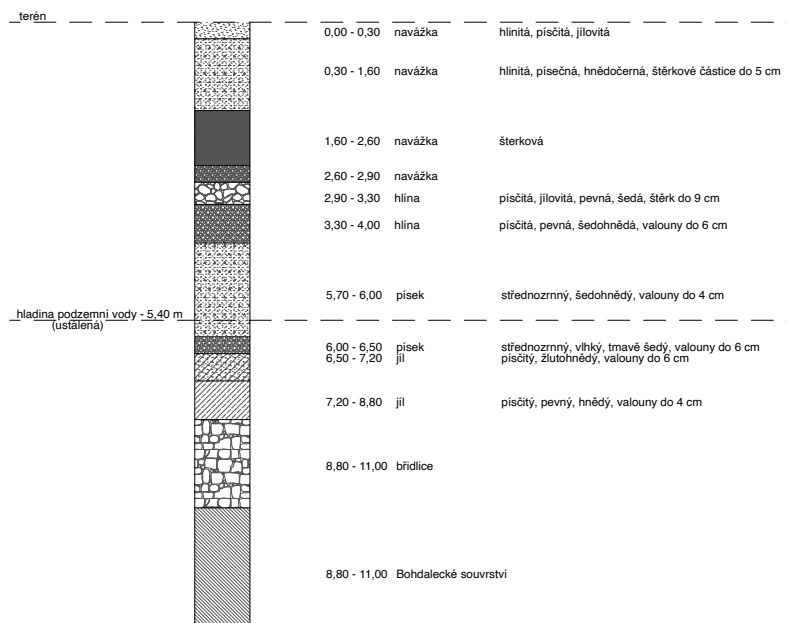 terén
0,00 - 0,30 navážka hlinitá, písčitá, jílovitá
0,30 - 1,60 navážka hlinitá, písečná, hnědočerná, štěrkové částice do 5 cm
1,60 - 2,60 navážka šterková
2,60 - 2,90 navážka
2,90 - 3,30 hlína písčitá, jílovitá, pevná, šedá, štěrk do 9 cm
3,30 - 4,00 hlína písčitá, pevná, šedohnědá, valouny do 6 cm
5,70 - 6,00 písek střednozrnný, šedohnědý, valouny do 4 cm
hladina podzemní vody - 5,40 m
(ustálená)
6,00 - 6,50 písek střednozrnný, vlhký, tmavě šedý, valouny do 6 cm
6,50 - 7,20 jíl písčitý, žlutohnědý, valouny do 6 cm
7,20 - 8,80 jíl písčitý, pevný, hnědý, valouny do 4 cm
8,80 - 11,00 břidlice
8,80 - 11,00 Bohdalecké souvrství